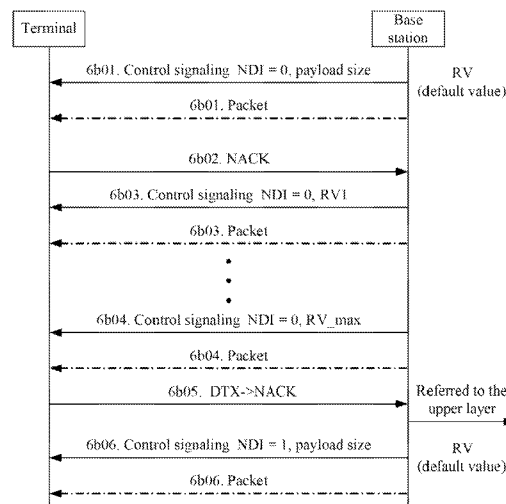 Terminal
Base
station
6b01. Control signaling NDI = 0, payload size
RV
(default value)
6b01. Packet
6b02. NACK
6b03. Control signaling NDI = 0, RV1
6b03. Packet
6b04. Control signaling NDI = 0, RV_max
6b04. Packet
6b05. DTX->NACK
Referred to the
upper layer
6b06. Control signaling NDI = 1, payload size
RV
(default value)
6b06. Packet